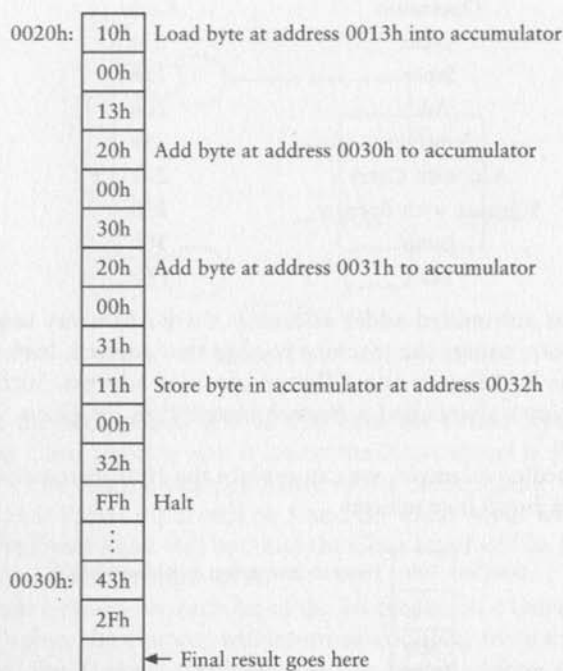 0020h: 10h Load byte at address 0013h into accumulator
00h
13h
20h Add byte at address 0030h to accumulator
00h
30h
20h Add byte at address 0031h to accumulator
00h
31h
11h Store byte in accumulator at address 0032h
00h
32h
FFh Halt
⋮
0030h: 43h
2Fh
Final result goes here